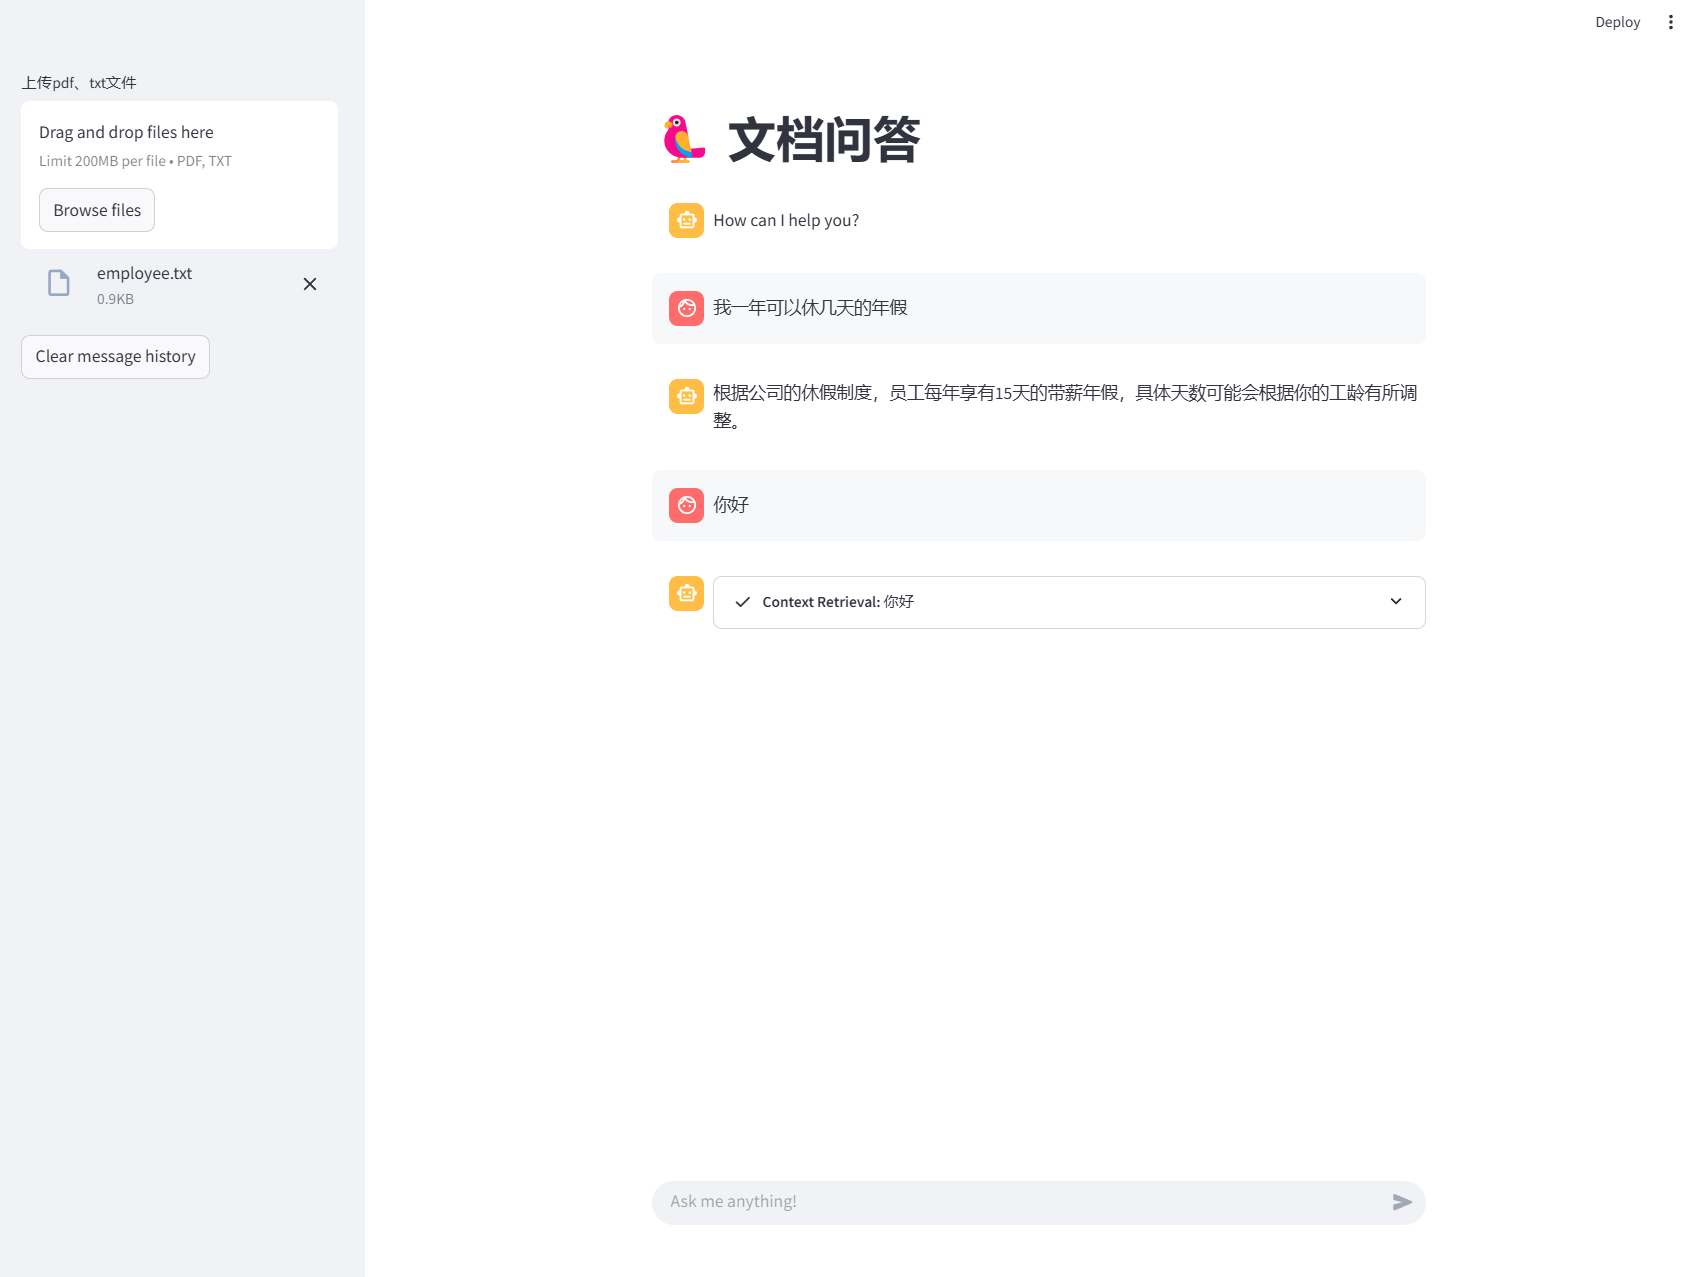 Deploy
上传pdf、txt文件
Drag and drop files here
Limit 200MB per file • PDF, TXT
Browse files
employee.txt
0.9KB
Clear message history
文档问答
How can I help you?
我一年可以休几天的年假
根据公司的休假制度，员工每年享有15天的带薪年假，具体天数可能会根据你的工龄有所调
整。
你好
Context Retrieval: 你好
Ask me anything!